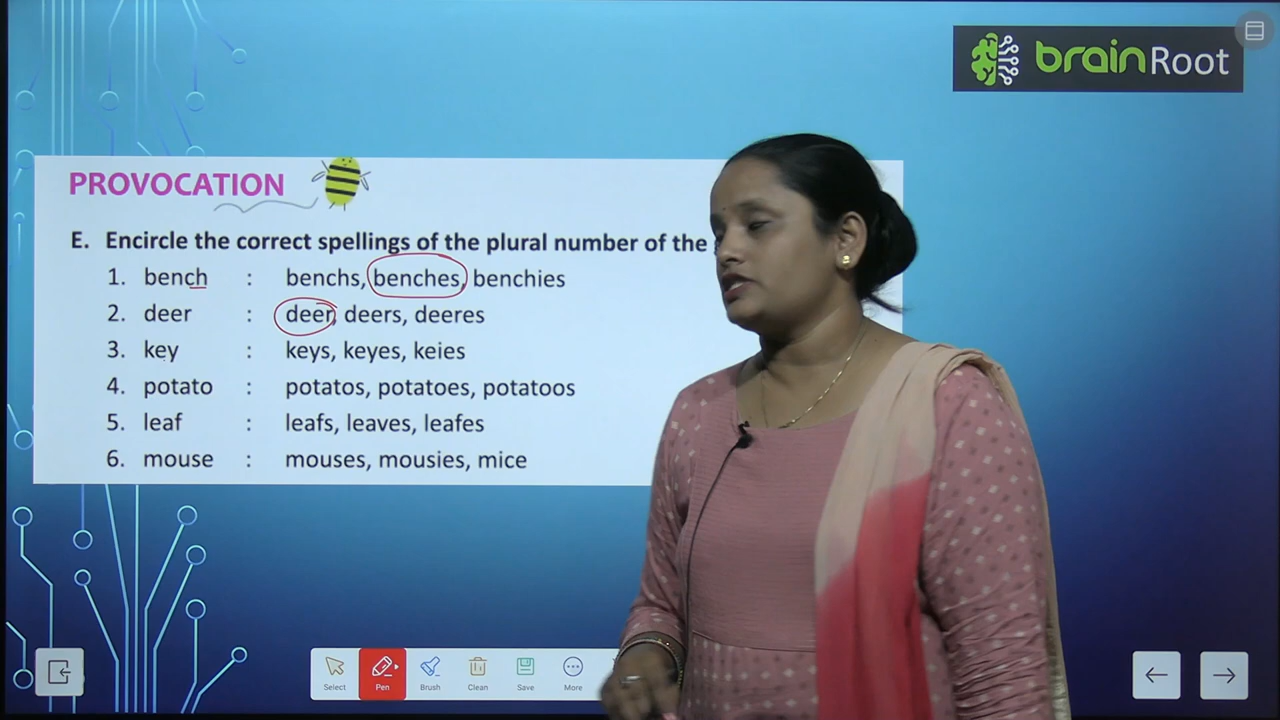 brainRoot
PROVOCATION
E. Encircle the correct spellings of the plural number of the
1. bench : benchs, benches, benchies
2. deer : deer, deers, deeres
3. key : keys, keyes, keies
4. potato : potatos, potatoes, potatoos
5. leaf : leafs, leaves, leafes
6. mouse : mouses, mousies, mice
Select Pen Brush Clean Save More